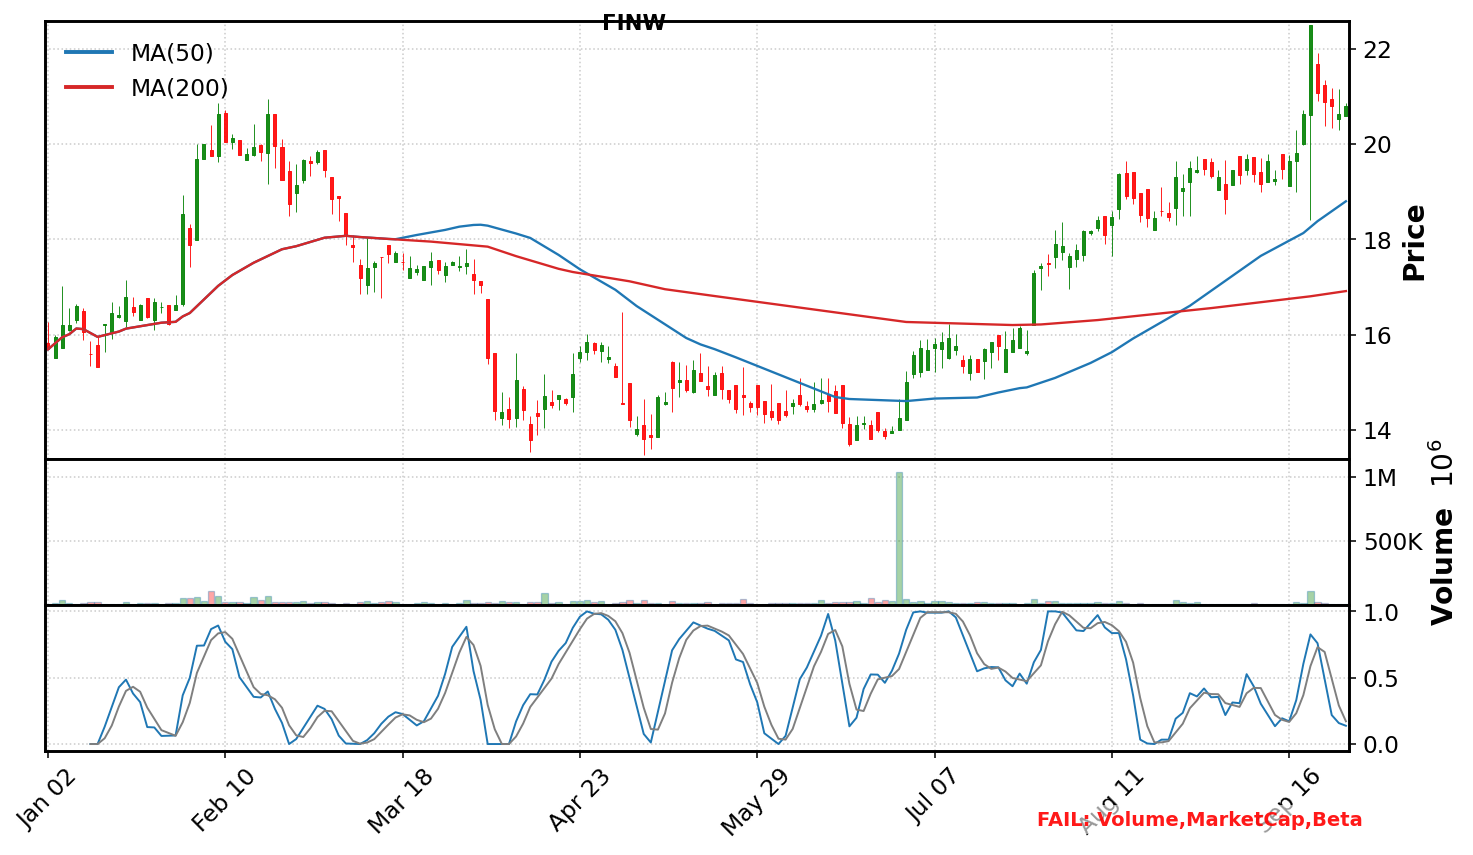 FINW
MA(50)
MA(200)
22
20
18
16
14
Price
1M
500K
Volume 10^6
1.0
0.5
0.0
Jan 02
Feb 10
Mar 18
Apr 23
May 29
Jul 07
Aug 11
Sep 16
FAIL: Volume,MarketCap,Beta